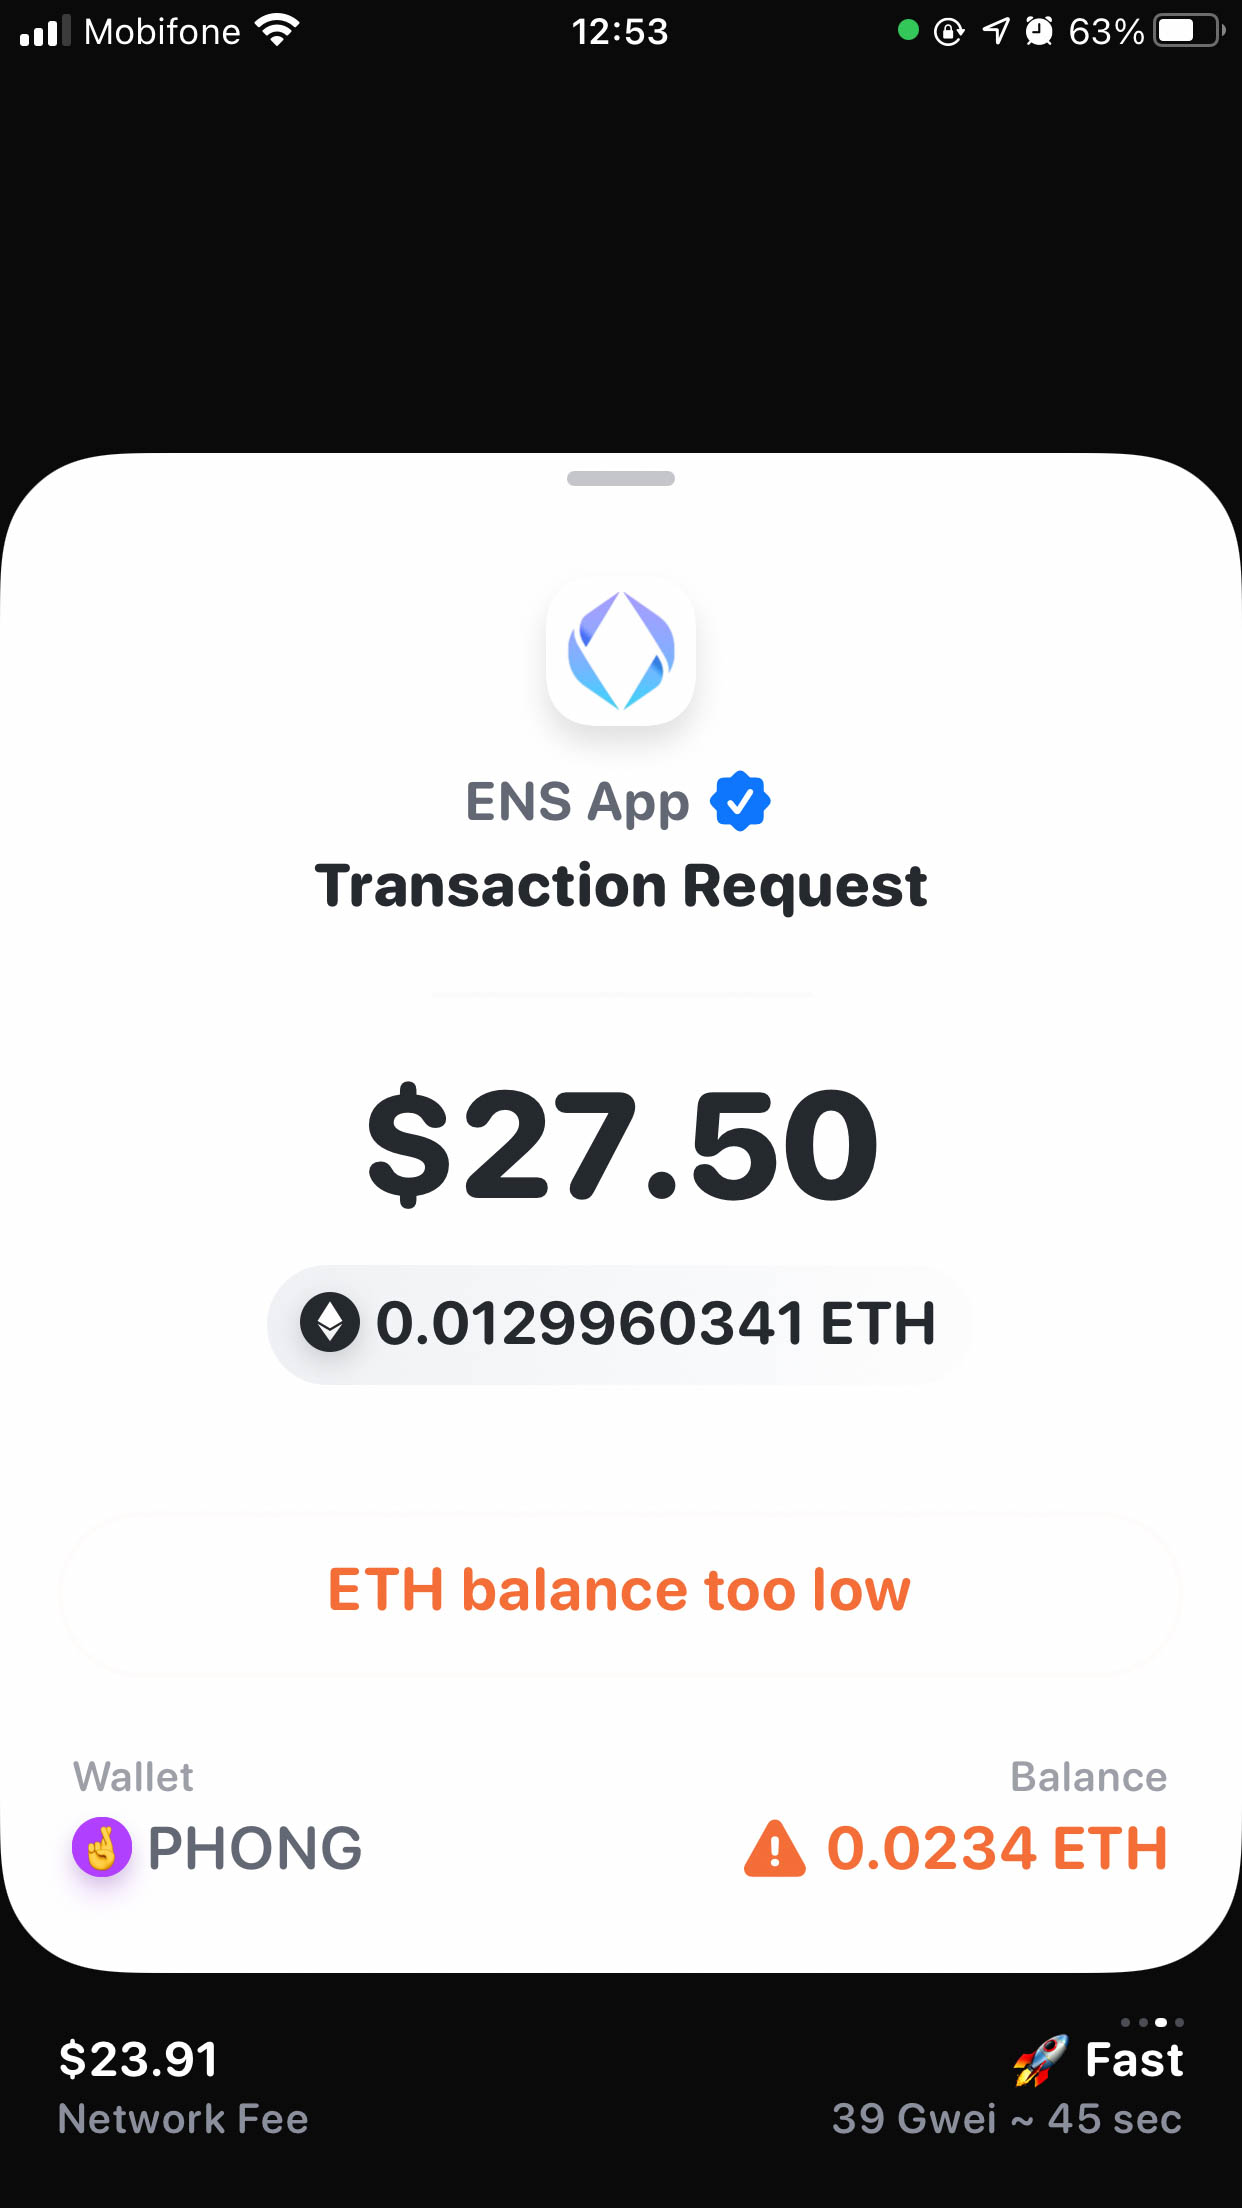 Mobifone 12:53 63%
ENS App
Transaction Request
$27.50
0.0129960341 ETH
ETH balance too low
Wallet Balance
PHONG 0.0234 ETH
$23.91 Fast
Network Fee 39 Gwei ~ 45 sec